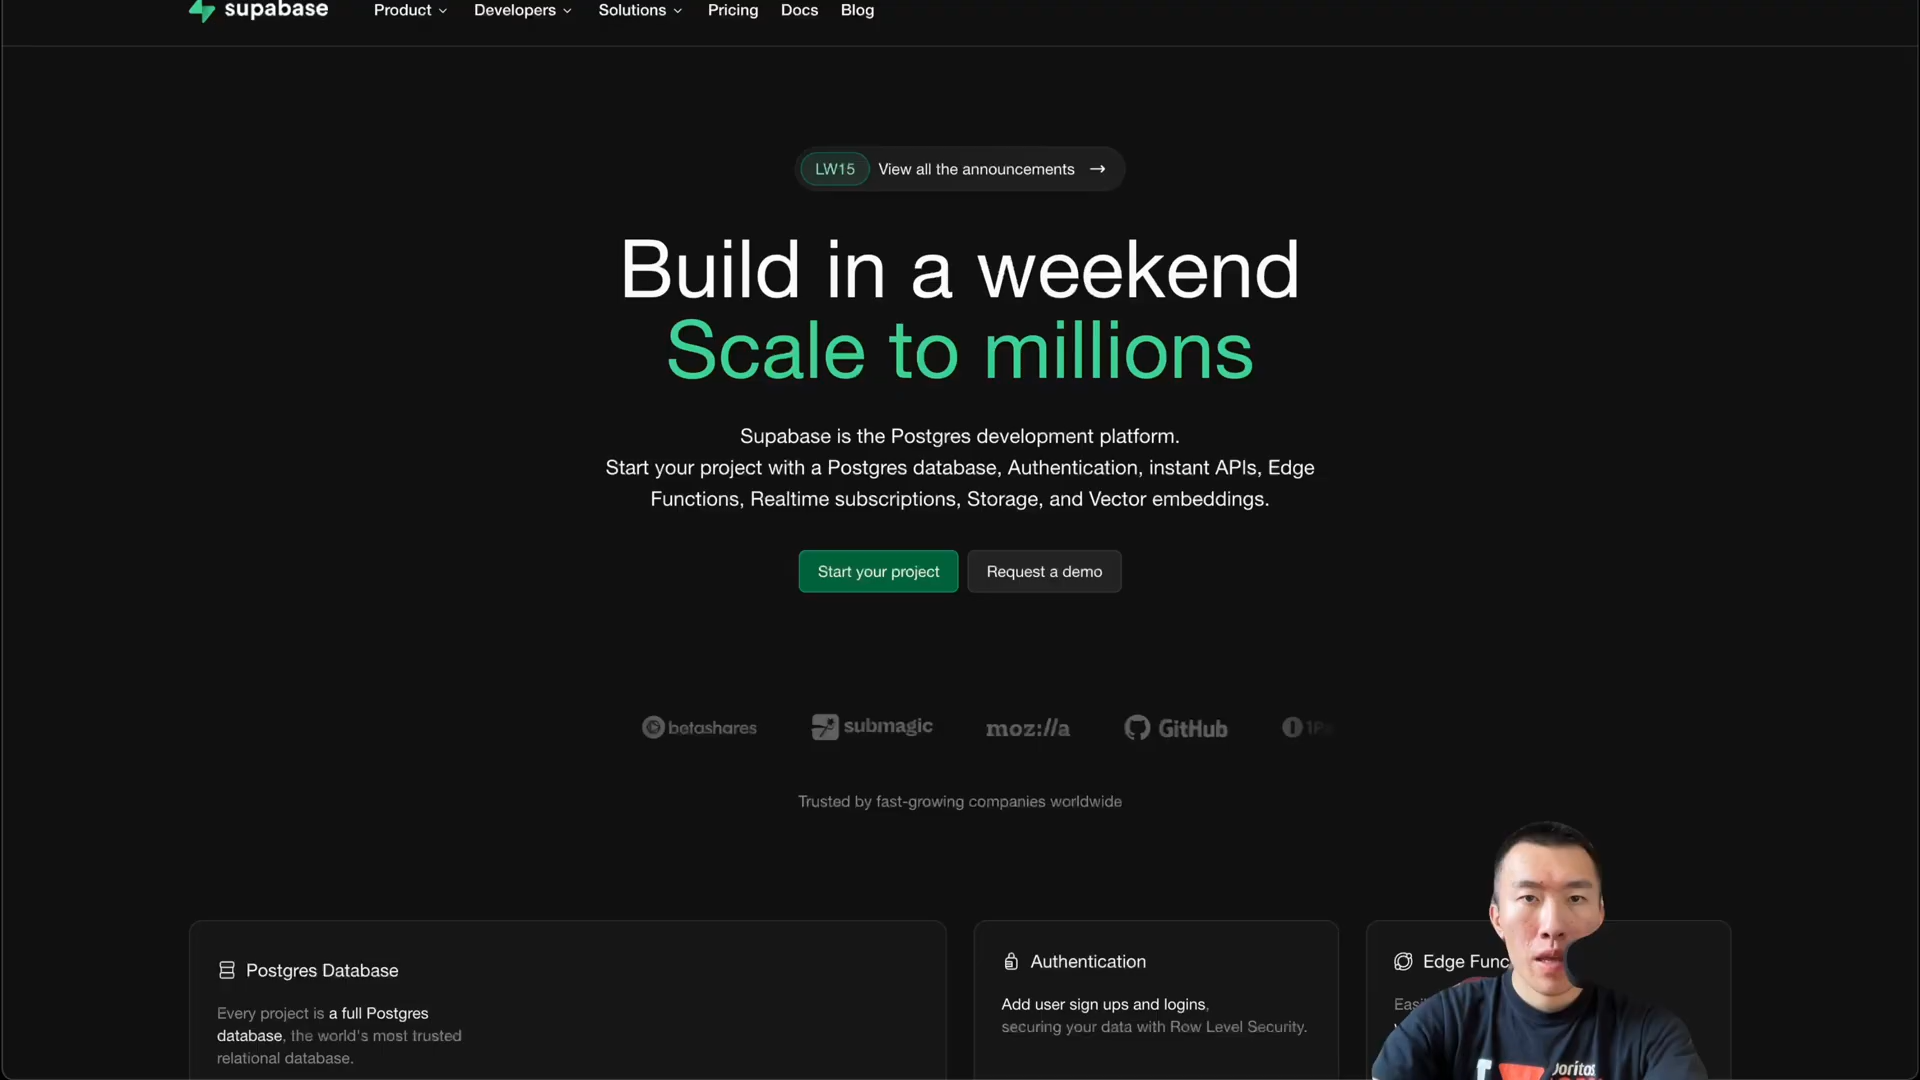 supabase
Product
Developers
Solutions
Pricing
Docs
Blog
LW15
View all the announcements
Build in a weekend
Scale to millions
Supabase is the Postgres development platform.
Start your project with a Postgres database, Authentication, instant APIs, Edge
Functions, Realtime subscriptions, Storage, and Vector embeddings.
Start your project
Request a demo
betashares
submagic
moz://a
GitHub
Trusted by fast-growing companies worldwide
Postgres Database
Every project is a full Postgres
database, the world's most trusted
relational database.
Authentication
Add user sign ups and logins,
securing your data with Row Level Security.
Edge
I